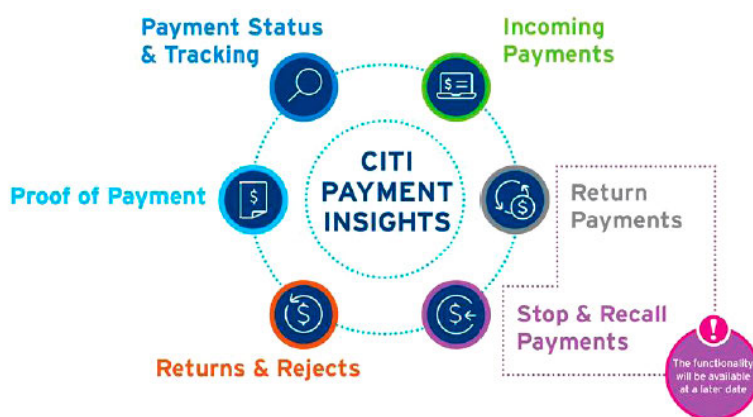 Payment Status
& Tracking
Incoming
Payments
Proof of Payment
CITI
PAYMENT
INSIGHTS
Return
Payments
Returns & Rejects
Stop & Recall
Payments
The functionality
will be available
at a later date